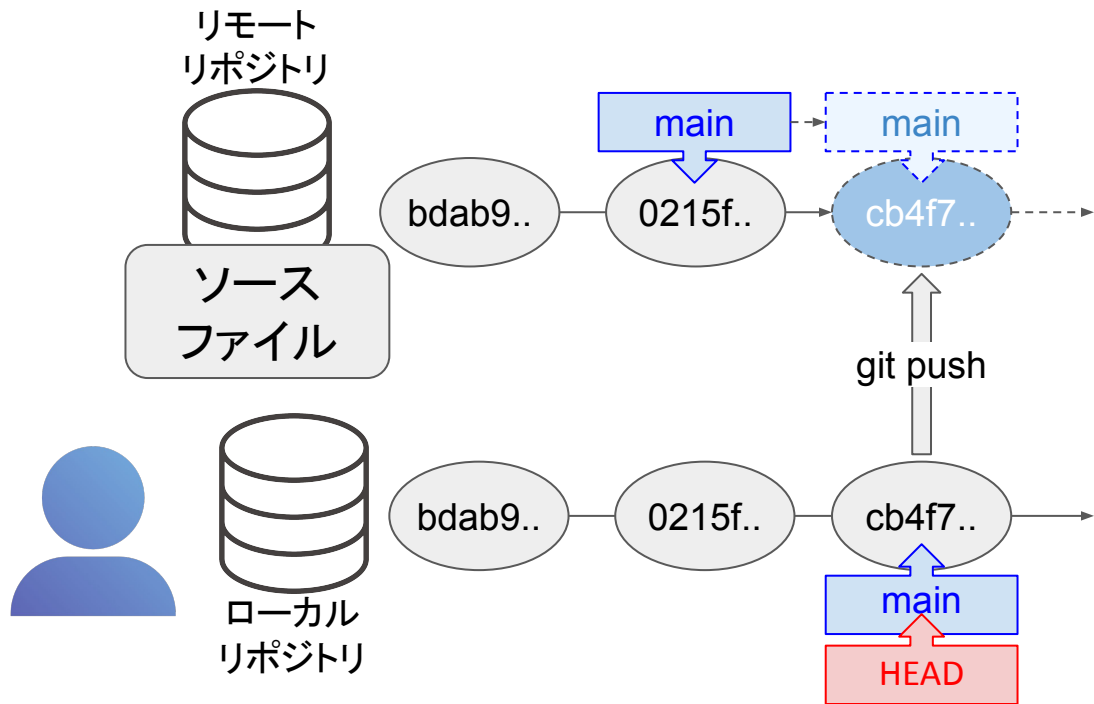 リモート
リポジトリ
main
main
bdab9..
0215f..
cb4f7..
ソース
ファイル
git push
bdab9..
0215f..
cb4f7..
ローカル
リポジトリ
main
HEAD